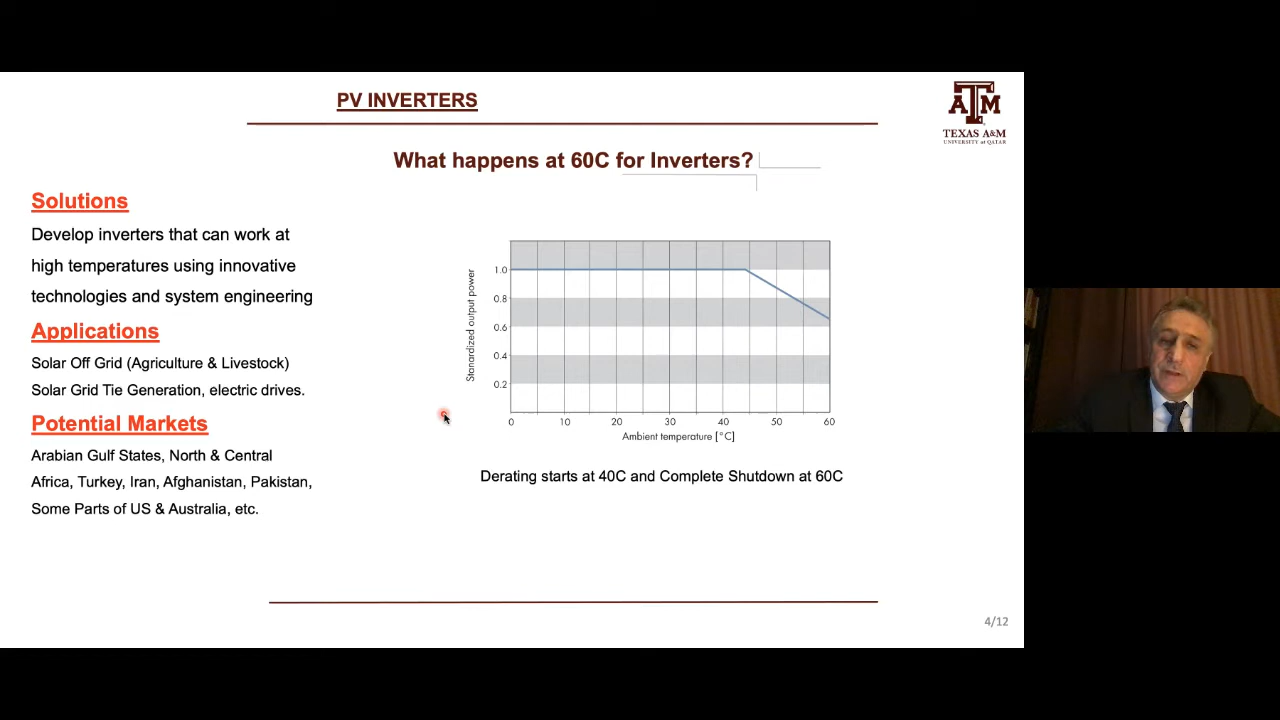 PV INVERTERS
TEXAS A&M
UNIVERSITY at QATAR
What happens at 60C for Inverters?
Solutions
Develop inverters that can work at
high temperatures using innovative
technologies and system engineering
Applications
Solar Off Grid (Agriculture & Livestock)
Solar Grid Tie Generation, electric drives.
Potential Markets
Arabian Gulf States, North & Central
Africa, Turkey, Iran, Afghanistan, Pakistan,
Some Parts of US & Australia, etc.
Stanardized output power
1.0
0.8
0.6
0.4
0.2
0 10 20 30 40 50 60
Ambient temperature [°C]
Derating starts at 40C and Complete Shutdown at 60C
4/12